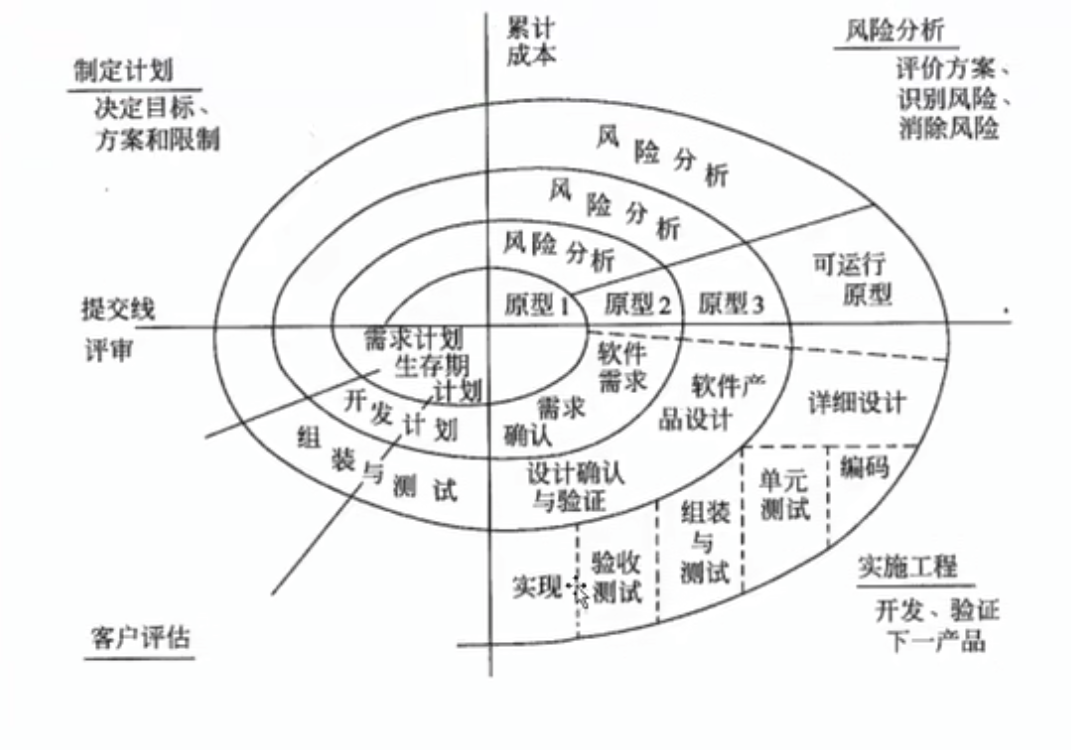 累计
成本
制定计划
决定目标、
方案和限制
风险分析
评价方案、
识别风险、
消除风险
风险分析
风险分析
风险分析
原型1
原型2
原型3
可运行
原型
提交线
评审
需求计划
生存期
计划
开发计划
组装与测试
软件
需求
需求
确认
软件产
品设计
设计确认
与验证
详细设计
编码
单元
测试
组装
与
测试
验收
测试
实现
客户评估
实施工程
开发、验证
下一产品